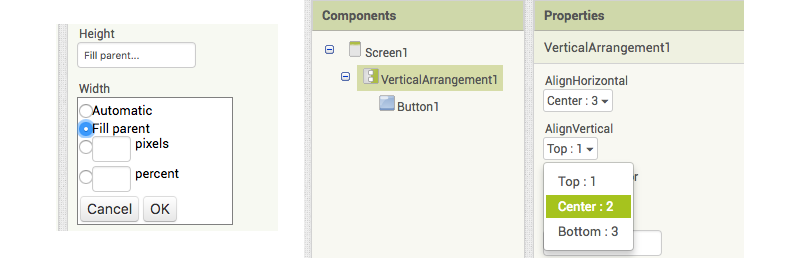 Height
Fill parent...
Width
Automatic
Fill parent
pixels
percent
Cancel OK
Components
Screen1
VerticalArrangement1
Button1
Properties
VerticalArrangement1
AlignHorizontal
Center : 3
AlignVertical
Top : 1
Top : 1
Center : 2
Bottom : 3